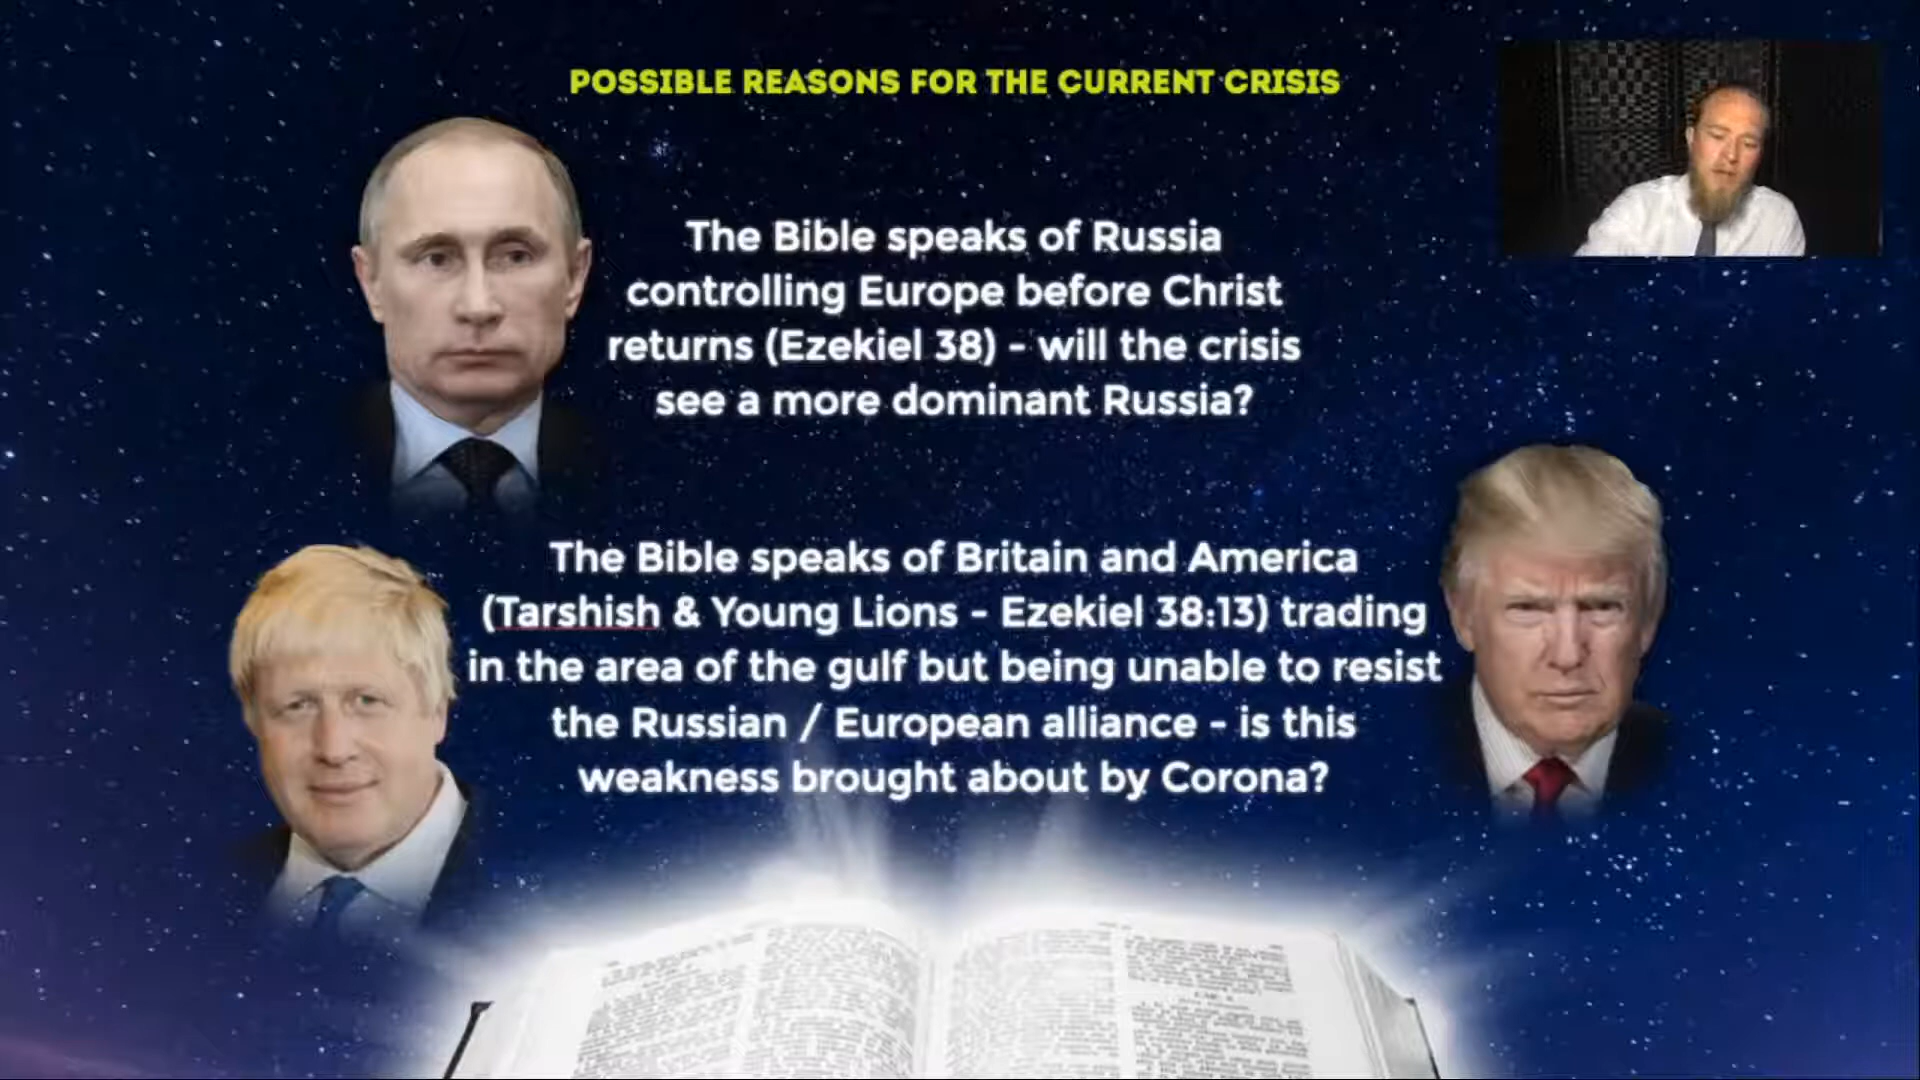 POSSIBLE REASONS FOR THE CURRENT CRISIS
The Bible speaks of Russia
controlling Europe before Christ
returns (Ezekiel 38) - will the crisis
see a more dominant Russia?
The Bible speaks of Britain and America
(Tarshish & Young Lions - Ezekiel 38:13) trading
in the area of the gulf but being unable to resist
the Russian / European alliance - is this
weakness brought about by Corona?